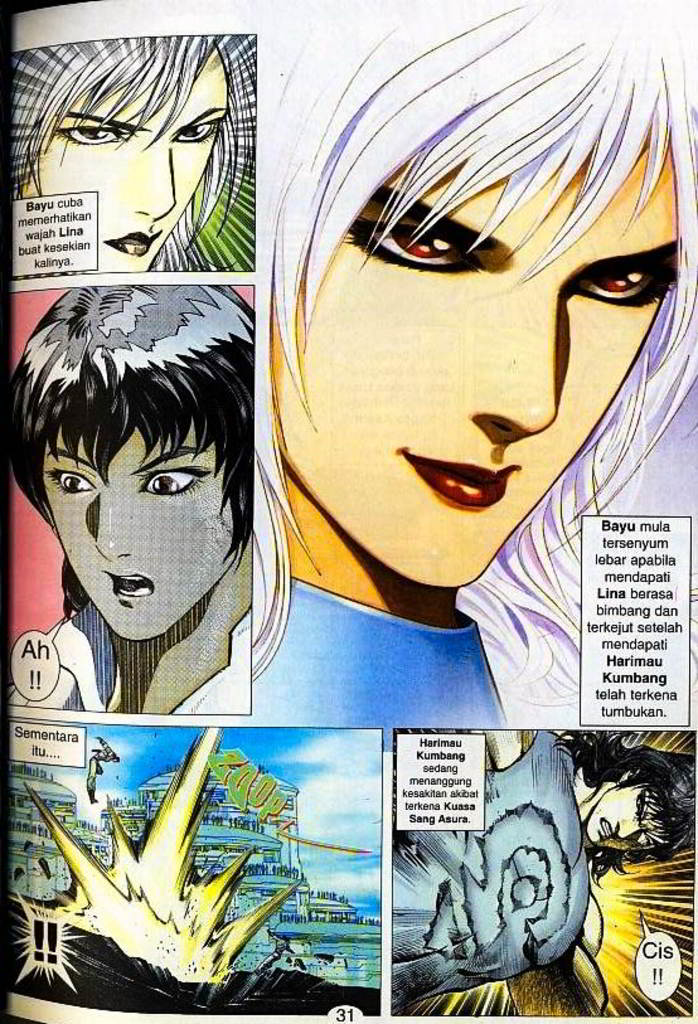 Bayu cuba
memerhatikan
wajah Lina
buat kesekian
kalinya.
Bayu mula
tersenyum
lebar apabila
mendapati
Lina berasa
bimbang dan
terkejut setelah
mendapati
Harimau
Kumbang
telah terkena
tumbukan.
Ah
!!
Sementara
itu....
!!
Harimau
Kumbang
sedang
menanggung
kesakitan akibat
terkena Kuasa
Sang Asura.
Cis
!!
31